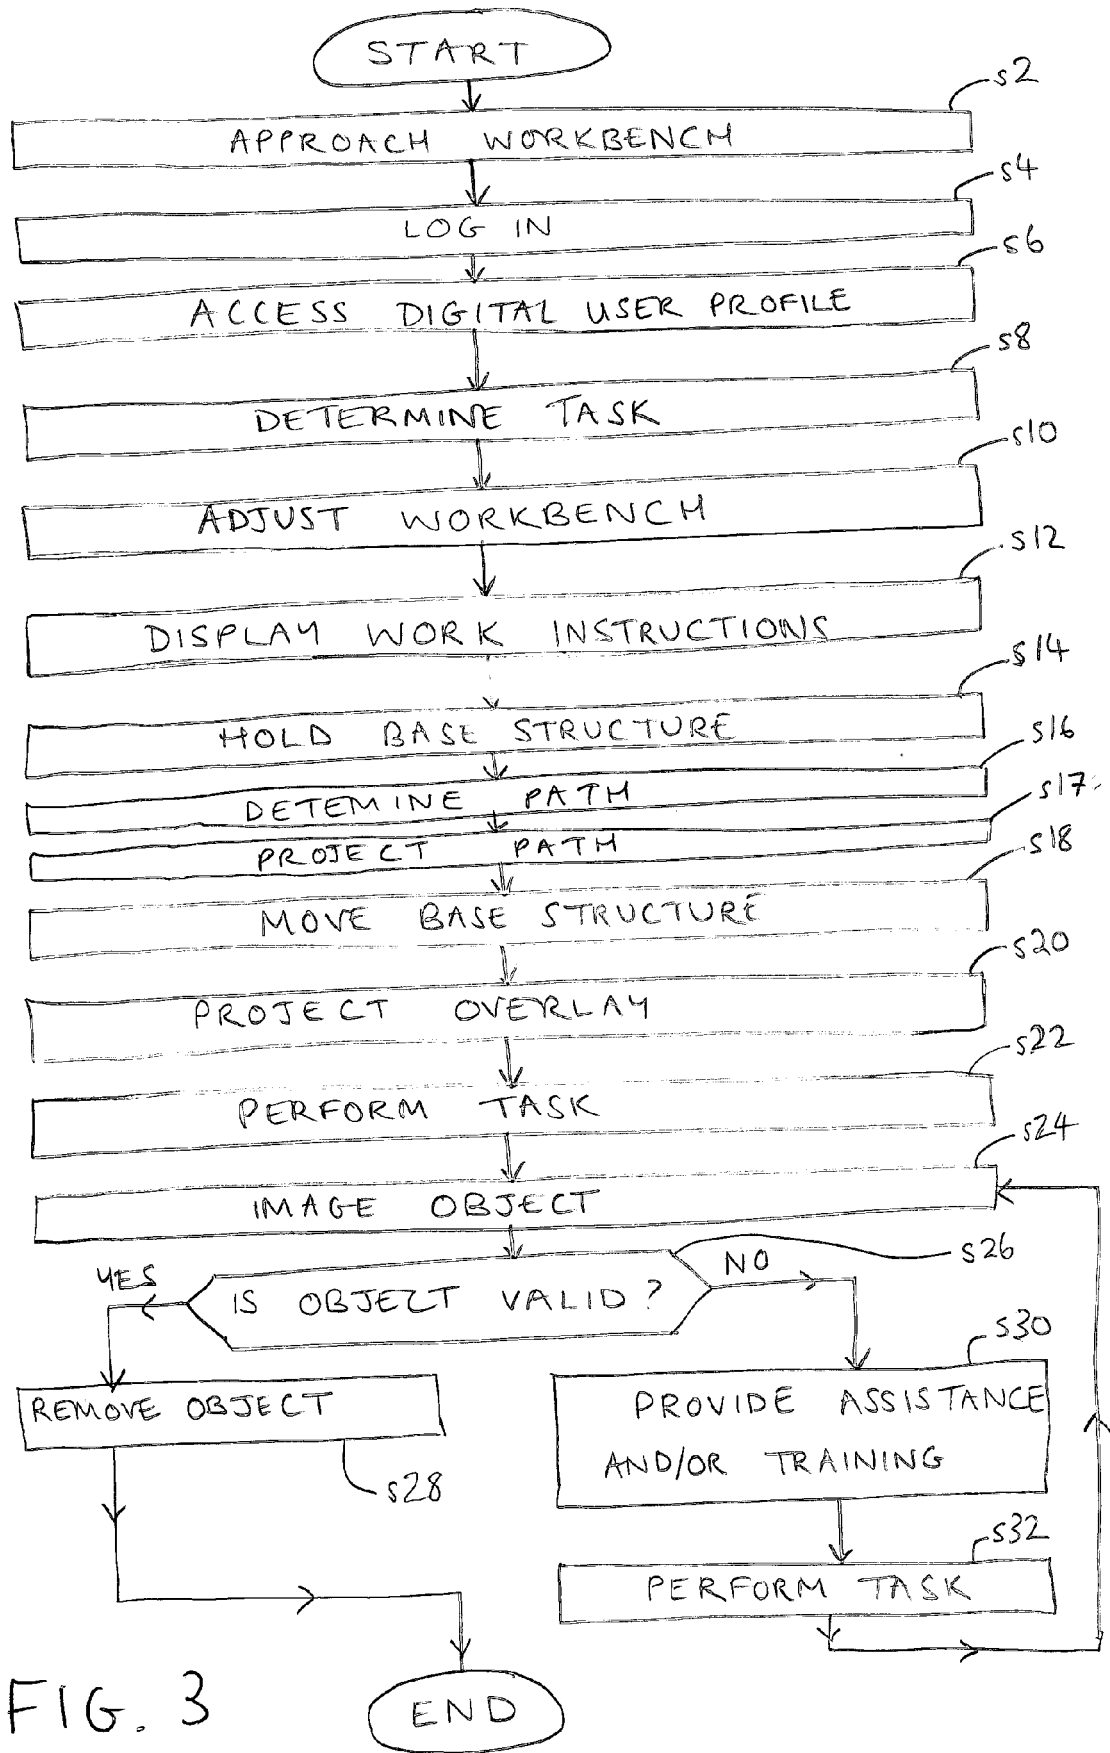 START
s2
APPROACH WORKBENCH
s4
LOG IN
s6
ACCESS DIGITAL USER PROFILE
s8
DETERMINE TASK
s10
ADJUST WORKBENCH
s12
DISPLAY WORK INSTRUCTIONS
s14
HOLD BASE STRUCTURE
s16
DETEMINE PATH
s17
PROJECT PATH
s18
MOVE BASE STRUCTURE
s20
PROJECT OVERLAY
s22
PERFORM TASK
s24
IMAGE OBJECT
s26
YES
NO
IS OBJECT VALID?
s30
REMOVE OBJECT
s28
PROVIDE ASSISTANCE
AND/OR TRAINING
s32
PERFORM TASK
END
FIG. 3